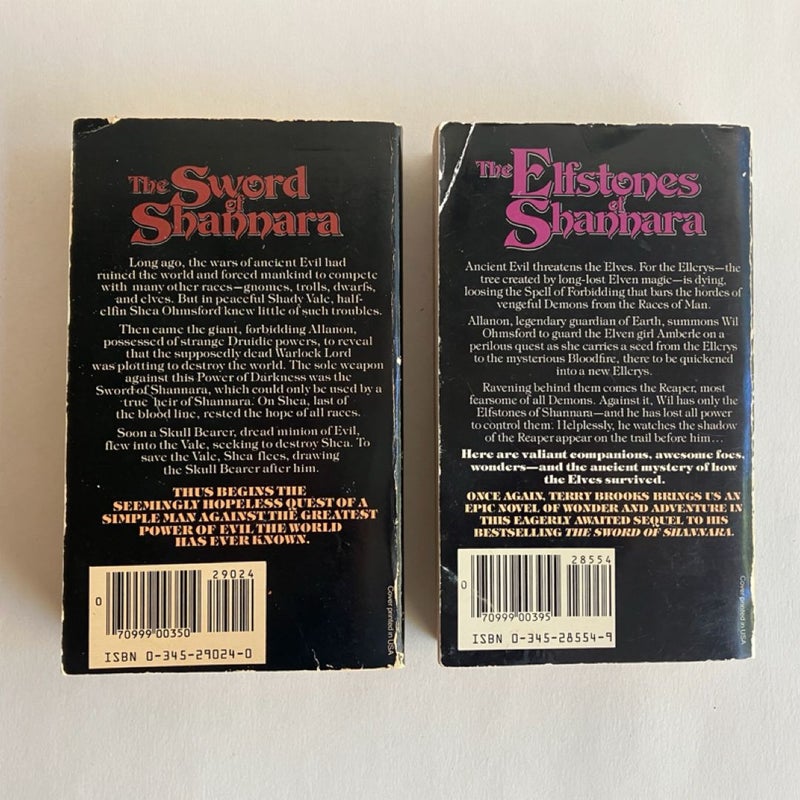 The Sword
of
Shannara
Long ago, the wars of ancient Evil had
ruined the world and forced mankind to compete
with many other races—gnomes, trolls, dwarfs,
and elves. But in peaceful Shady Vale, half-
elfin Shea Ohmsford knew little of such troubles.
Then came the giant, forbidding Allanon,
possessed of strange Druidic powers, to reveal
that the supposedly dead Warlock Lord
was plotting to destroy the world. The sole weapon
against this Power of Darkness was the
Sword of Shannara, which could only be used by a
true heir of Shannara. On Shea, last of
the blood line, rested the hope of all races.
Soon a Skull Bearer, dread minion of Evil,
flew into the Vale, seeking to destroy Shea. To
save the Vale, Shea flees, drawing
the Skull Bearer after him.
THUS BEGINS THE
SEEMINGLY HOPELESS QUEST OF A
SIMPLE MAN AGAINST THE GREATEST
POWER OF EVIL THE WORLD
HAS EVER KNOWN.
29024
0
70999 00350
ISBN 0-345-29024-0
Cover printed in USA
The Elfstones
of
Shannara
Ancient Evil threatens the Elves. For the Ellcrys—the
tree created by long-lost Elven magic—is dying,
loosing the Spell of Forbidding that bars the hordes of
vengeful Demons from the Races of Man.
Allanon, legendary guardian of Earth, summons Wil
Ohmsford to guard the Elven girl Amberle on a
perilous quest as she carries a seed from the Ellcrys
to the mysterious Bloodfire, there to be quickened
into a new Ellcrys.
Ravening behind them comes the Reaper, most
fearsome of all Demons. Against it, Wil has only the
Elfstones of Shannara—and he has lost all power
to control them. Helplessly, he watches the shadow
of the Reaper appear on the trail before him...
Here are valiant companions, awesome foes,
wonders—and the ancient mystery of how
the Elves survived.
ONCE AGAIN, TERRY BROOKS BRINGS US AN
EPIC NOVEL OF WONDER AND ADVENTURE IN
THIS EAGERLY AWAITED SEQUEL TO HIS
BESTSELLING THE SWORD OF SHANNARA.
28554
0
70999 00395
ISBN 0-345-28554-9
Cover printed in USA